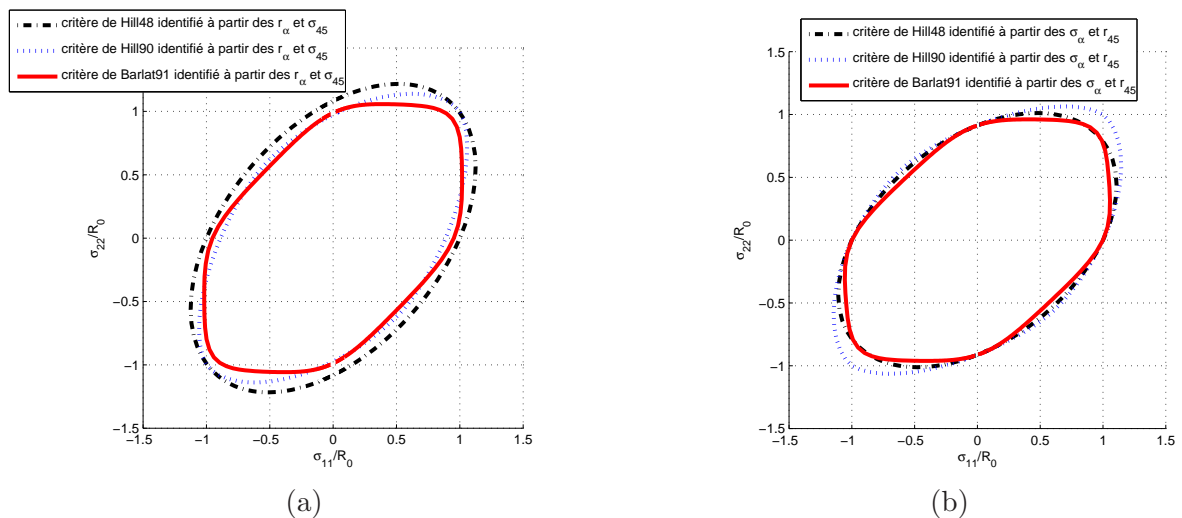 critère de Hill48 identifié à partir des r_α et σ_45
critère de Hill90 identifié à partir des r_α et σ_45
critère de Barlat91 identifié à partir des r_α et σ_45
1
0.5
0
−0.5
−1
−1.5
σ_22/R_0
−1.5 −1 −0.5 0 0.5 1 1.5
σ_11/R_0
(a)
critère de Hill48 identifié à partir des σ_α et r_45
critère de Hill90 identifié à partir des σ_α et r_45
critère de Barlat91 identifié à partir des σ_α et r_45
1.5
1
0.5
0
−0.5
−1
−1.5
σ_22/R_0
−1.5 −1 −0.5 0 0.5 1 1.5
σ_11/R_0
(b)